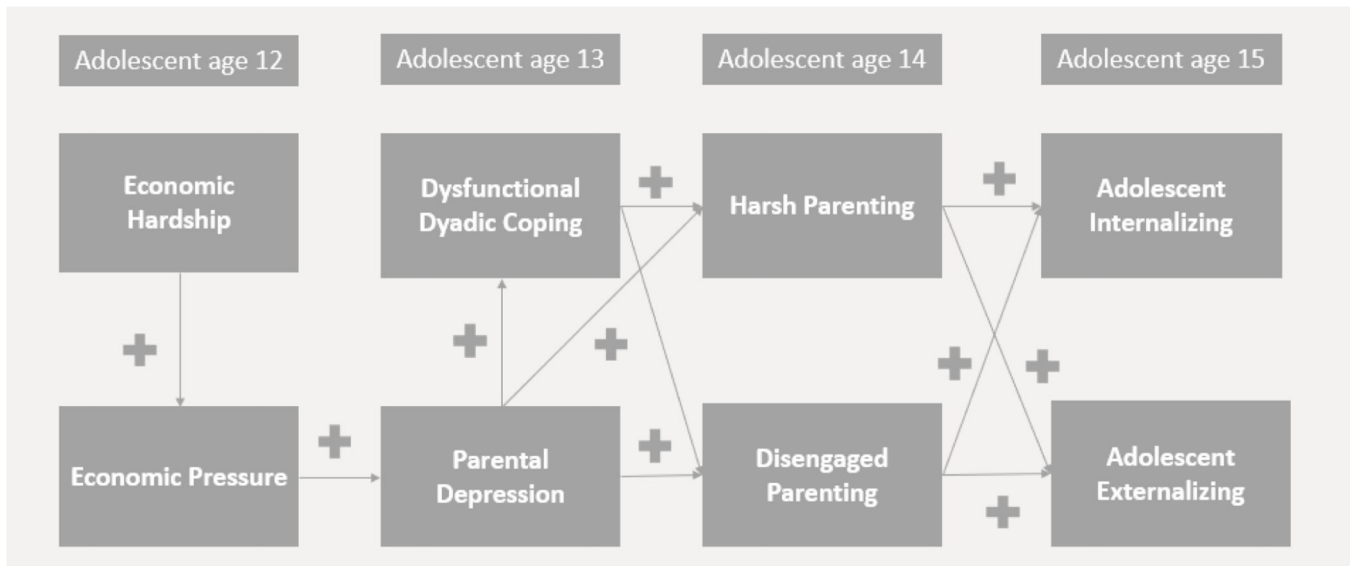 Adolescent age 12
Adolescent age 13
Adolescent age 14
Adolescent age 15
Economic
Hardship
Dysfunctional
Dyadic Coping
Harsh Parenting
Adolescent
Internalizing
Economic Pressure
Parental
Depression
Disengaged
Parenting
Adolescent
Externalizing